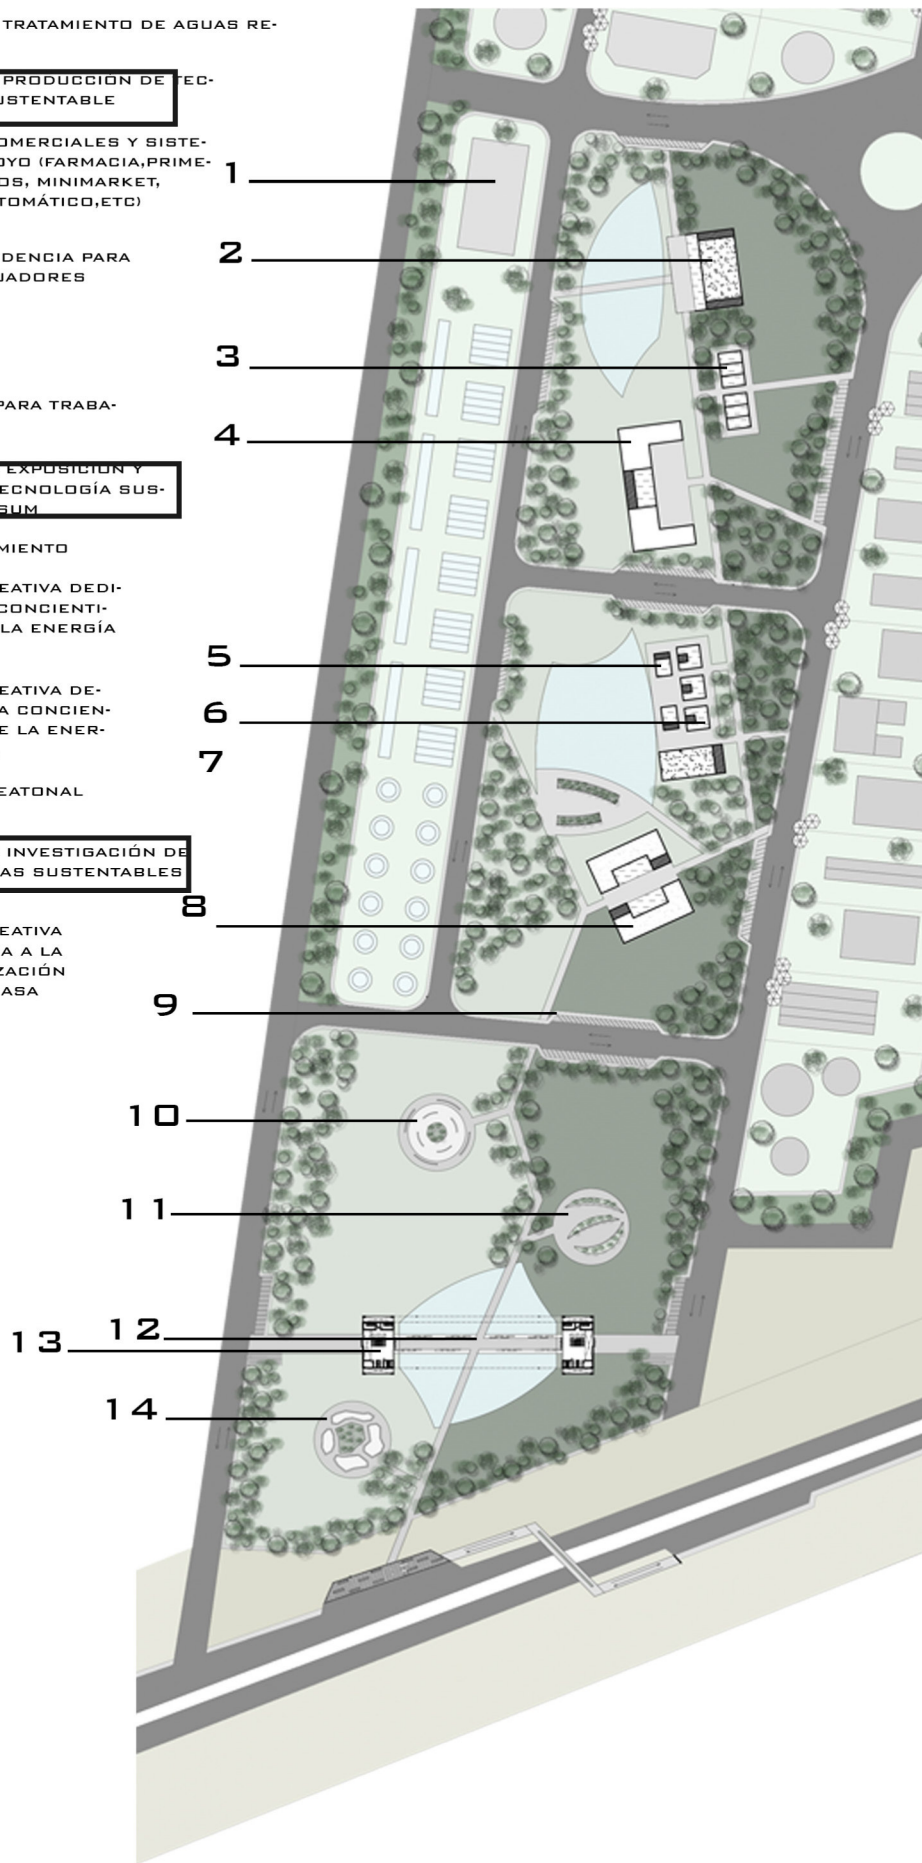 TRATAMIENTO DE AGUAS RE-
PRODUCCIÓN DE TEC-
USTENTABLE
OMERCIALES Y SISTE-
OYO (FARMACIA,PRIME-
OS, MINIMARKET,
TOMÁTICO,ETC)
1
2
DENCIA PARA
JADORES
3
PARA TRABA-
4
EXPOSICIÓN Y
ECNOLOGÍA SUS-
SUM
MIENTO
EATIVA DEDI-
CONCIENTI-
LA ENERGÍA
5
EATIVA DE-
A CONCIEN-
E LA ENER-
6
7
EATONAL
INVESTIGACIÓN DE
AS SUSTENTABLES
8
EATIVA
A A LA
ZACIÓN
ASA
9
10
11
12
13
14